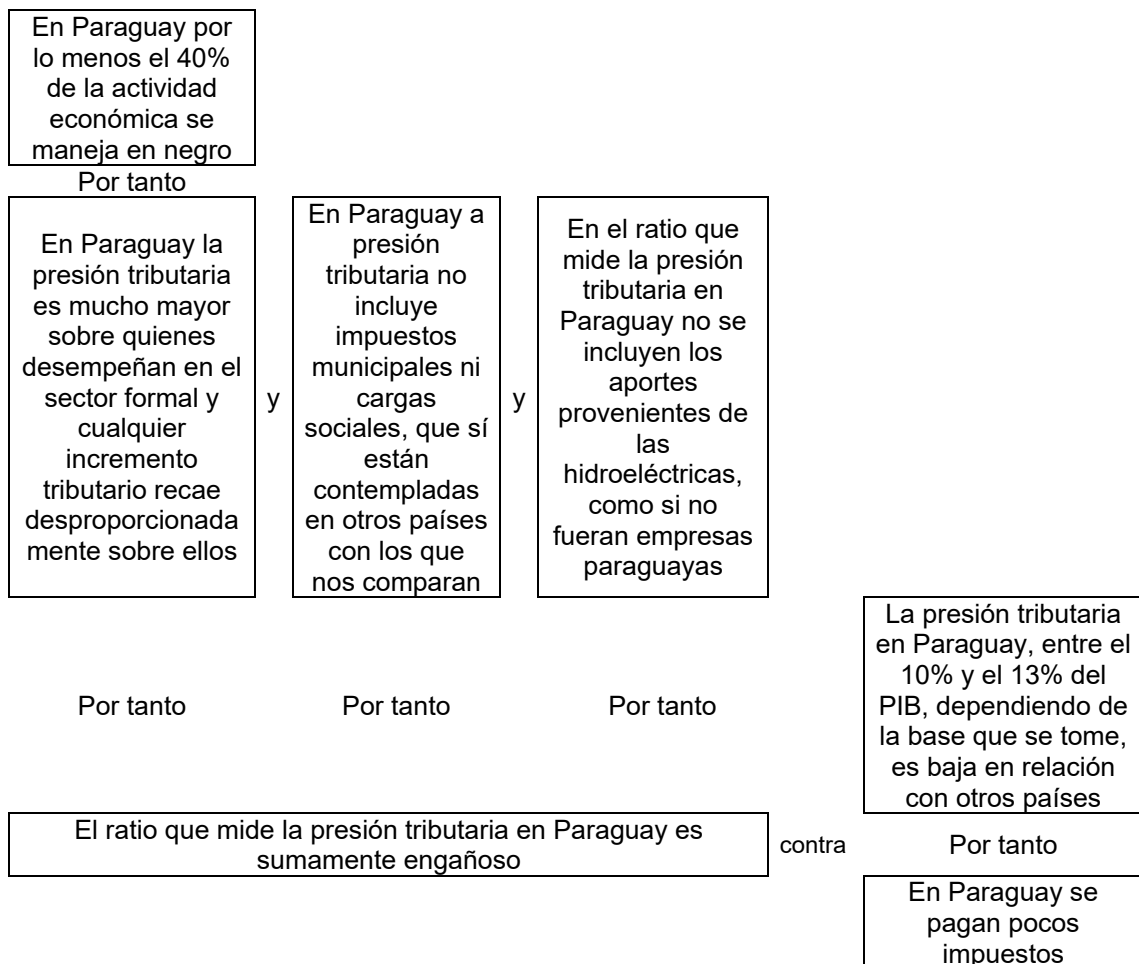 En Paraguay por
lo menos el 40%
de la actividad
económica se
maneja en negro
Por tanto
En Paraguay la
presión tributaria
es mucho mayor
sobre quienes
desempeñan en el
sector formal y
cualquier
incremento
tributario recae
desproporcionada
mente sobre ellos
y
En Paraguay a
presión
tributaria no
incluye
impuestos
municipales ni
cargas
sociales, que sí
están
contempladas
en otros países
con los que
nos comparan
y
En el ratio que
mide la presión
tributaria en
Paraguay no se
incluyen los
aportes
provenientes de
las
hidroeléctricas,
como si no
fueran empresas
paraguayas
Por tanto
Por tanto
Por tanto
La presión tributaria
en Paraguay, entre el
10% y el 13% del
PIB, dependiendo de
la base que se tome,
es baja en relación
con otros países
El ratio que mide la presión tributaria en Paraguay es
sumamente engañoso
contra
Por tanto
En Paraguay se
pagan pocos
impuestos